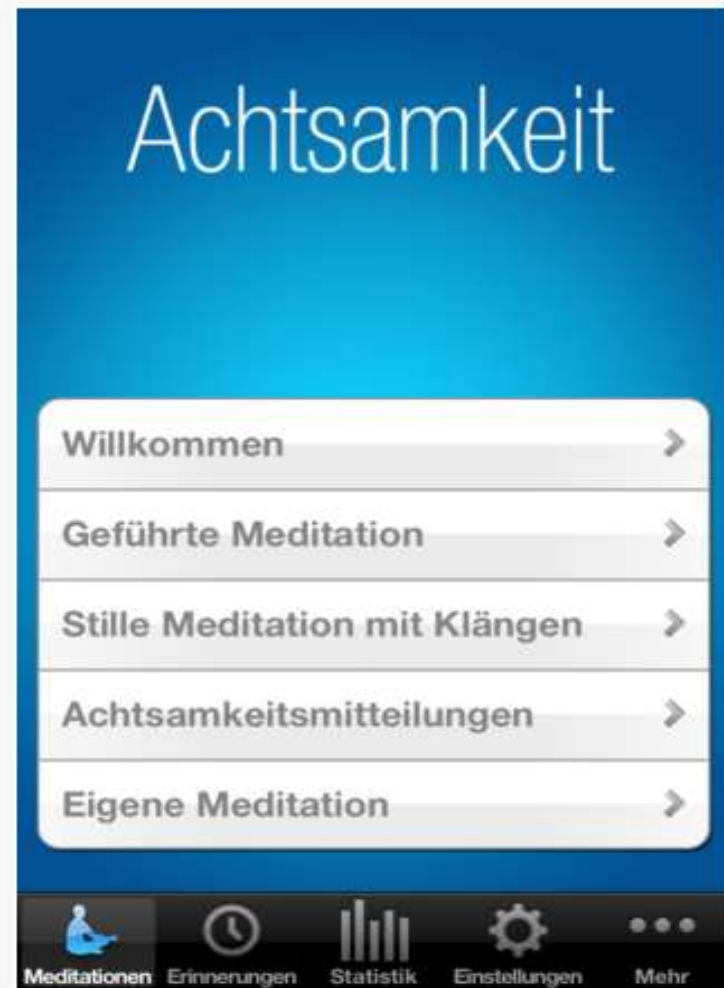 Achtsamkeit
Willkommen
Geführte Meditation
Stille Meditation mit Klängen
Achtsamkeitsmitteilungen
Eigene Meditation
Meditationen Erinnerungen Statistik Einstellungen Mehr